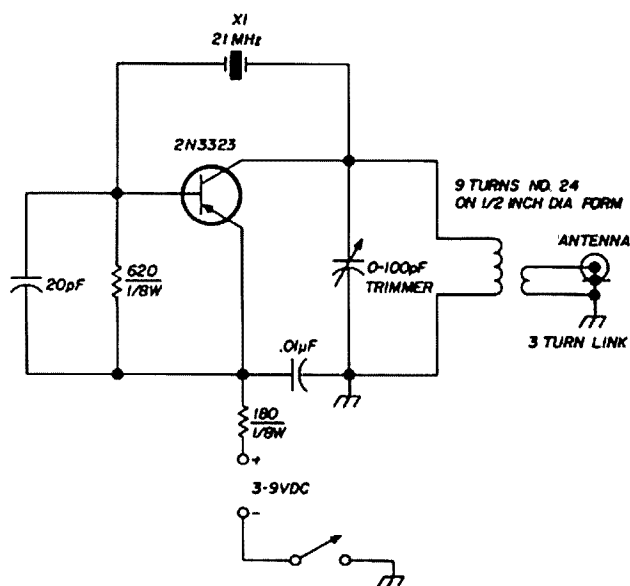 X1
21 MHz
2N3323
9 TURNS NO. 24
ON 1/2 INCH DIA FORM
ANTENNA
20pF
620
1/8W
0-100pF
TRIMMER
.01µF
3 TURN LINK
180
1/8W
+
3-9VDC
-